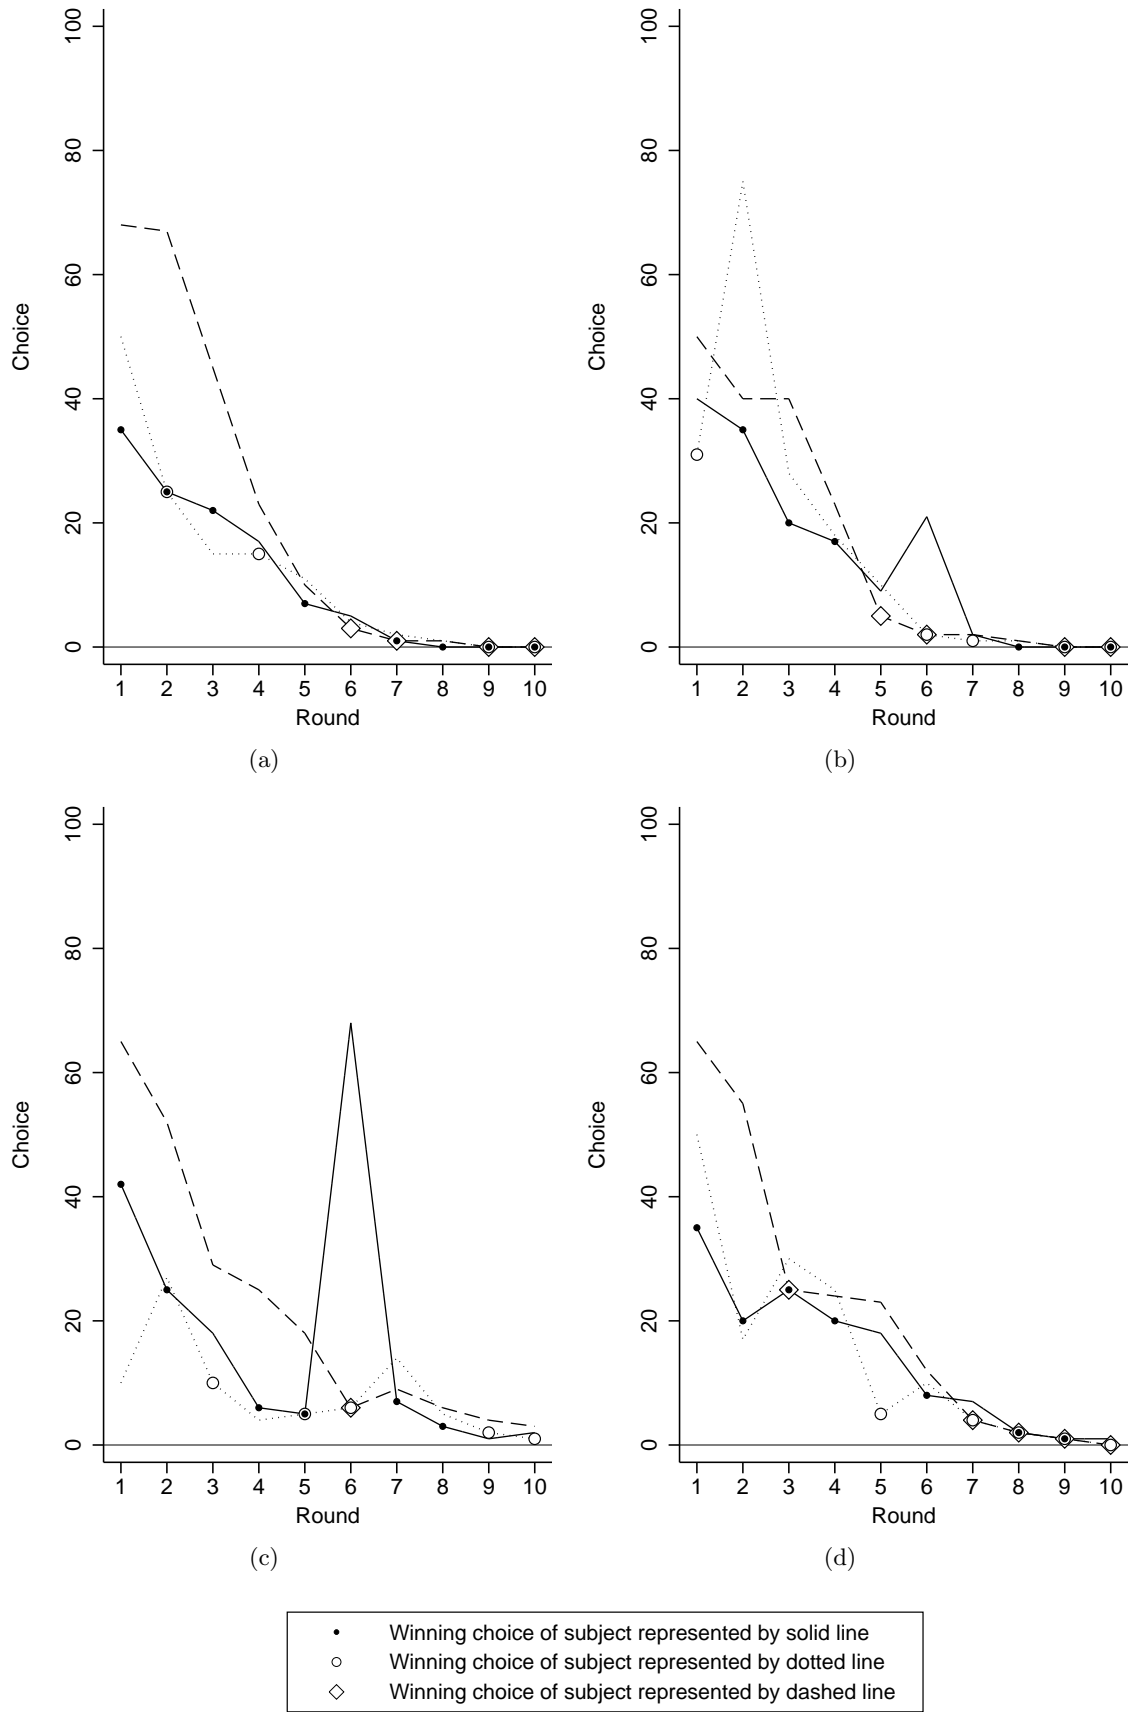 100
80
60
40
20
0
Choice
1 2 3 4 5 6 7 8 9 10
Round
(a)
100
80
60
40
20
0
Choice
1 2 3 4 5 6 7 8 9 10
Round
(b)
100
80
60
40
20
0
Choice
1 2 3 4 5 6 7 8 9 10
Round
(c)
100
80
60
40
20
0
Choice
1 2 3 4 5 6 7 8 9 10
Round
(d)
Winning choice of subject represented by solid line
Winning choice of subject represented by dotted line
Winning choice of subject represented by dashed line